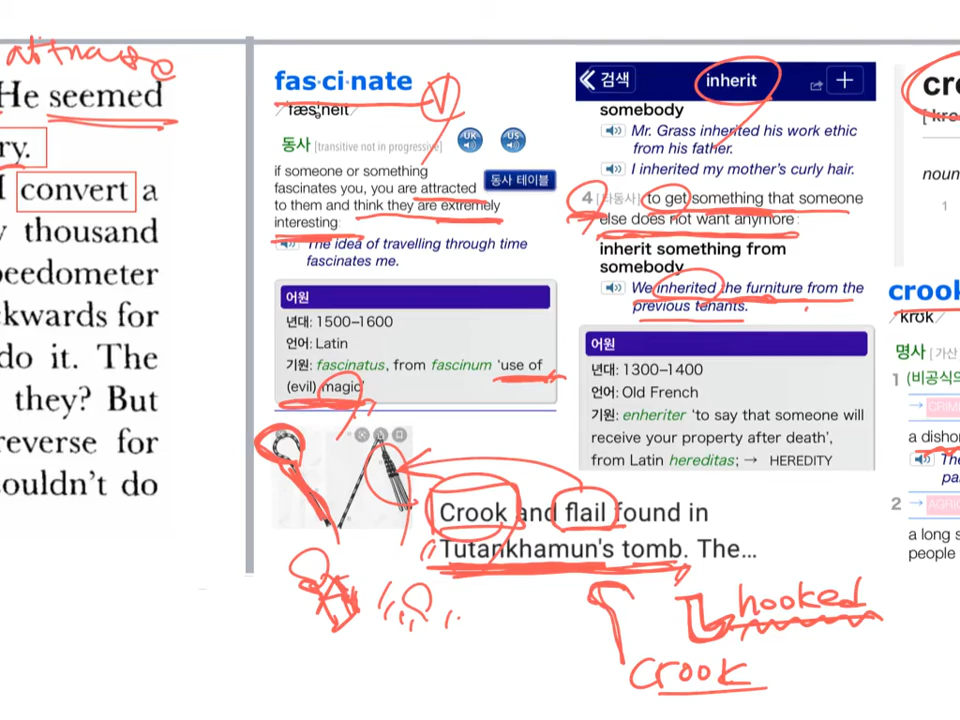 He seemed
ry.
I convert a
y thousand
peedometer
ckwards for
do it. The
they? But
reverse for
couldn't do
fas·ci·nate
동사 [transitive not in progressive]
UK
US
if someone or something
fascinates you, you are attracted
to them and think they are extremely
interesting:
동사 테이블
The idea of travelling through time
fascinates me.
어원
년대: 1500–1600
언어: Latin
기원: fascinatus, from fascinum 'use of
(evil) magic'
검색
inherit
somebody
Mr. Grass inherited his work ethic
from his father.
I inherited my mother's curly hair.
4 [타동사] to get something that someone
else does not want anymore:
inherit something from
somebody
We inherited the furniture from the
previous tenants.
어원
년대: 1300–1400
언어: Old French
기원: enheriter 'to say that someone will
receive your property after death',
from Latin hereditas; → HEREDITY
Crook and flail found in
Tutankhamun's tomb. The...
hooked
crook
cro
[ kro
noun
1
crook
/krʊk/
명사 [가산
1 (비공식의
→ CRIMI
a dishon
The
pa
2 → AGRIC
a long s
people